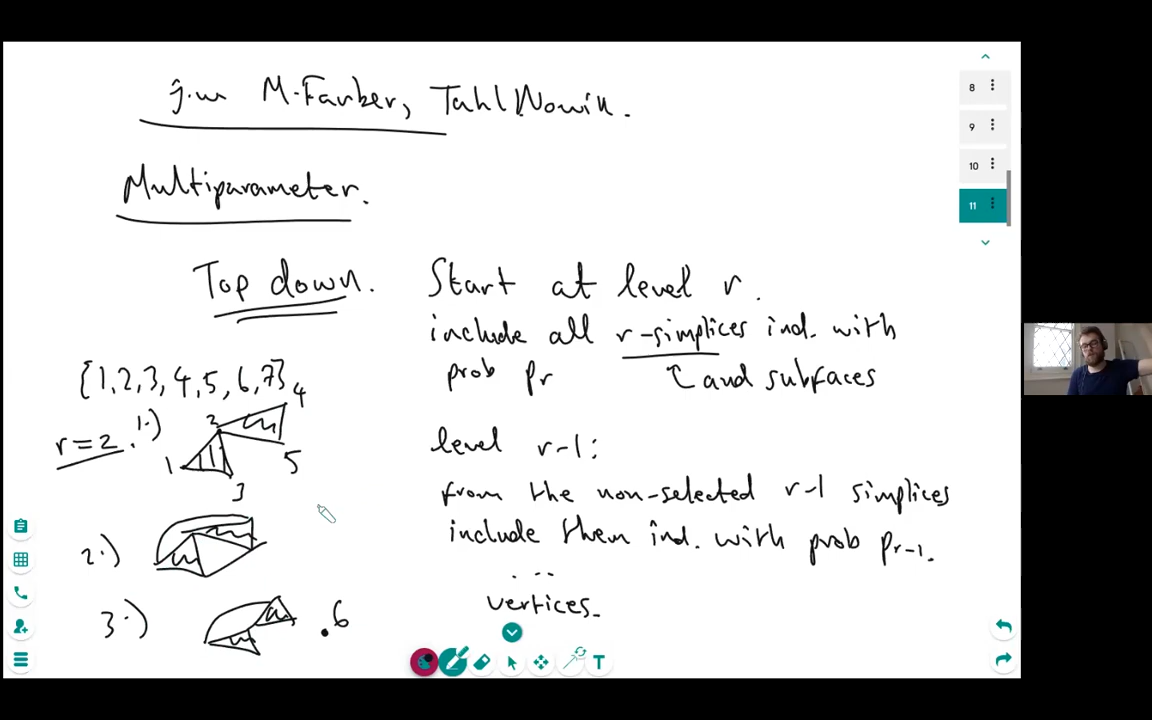 j.w M. Farber, Tahl Nowik.
Multiparameter.
Top down.
Start at level r.
include all r-simplices ind. with
prob pr
and subfaces
{1,2,3,4,5,6,7}
r=2.
1.)
2
4
1
3
5
level r-1:
from the non-selected r-1 simplices
include them ind. with prob pr-1.
...
vertices.
2.)
3.)
.6
8
9
10
11
T